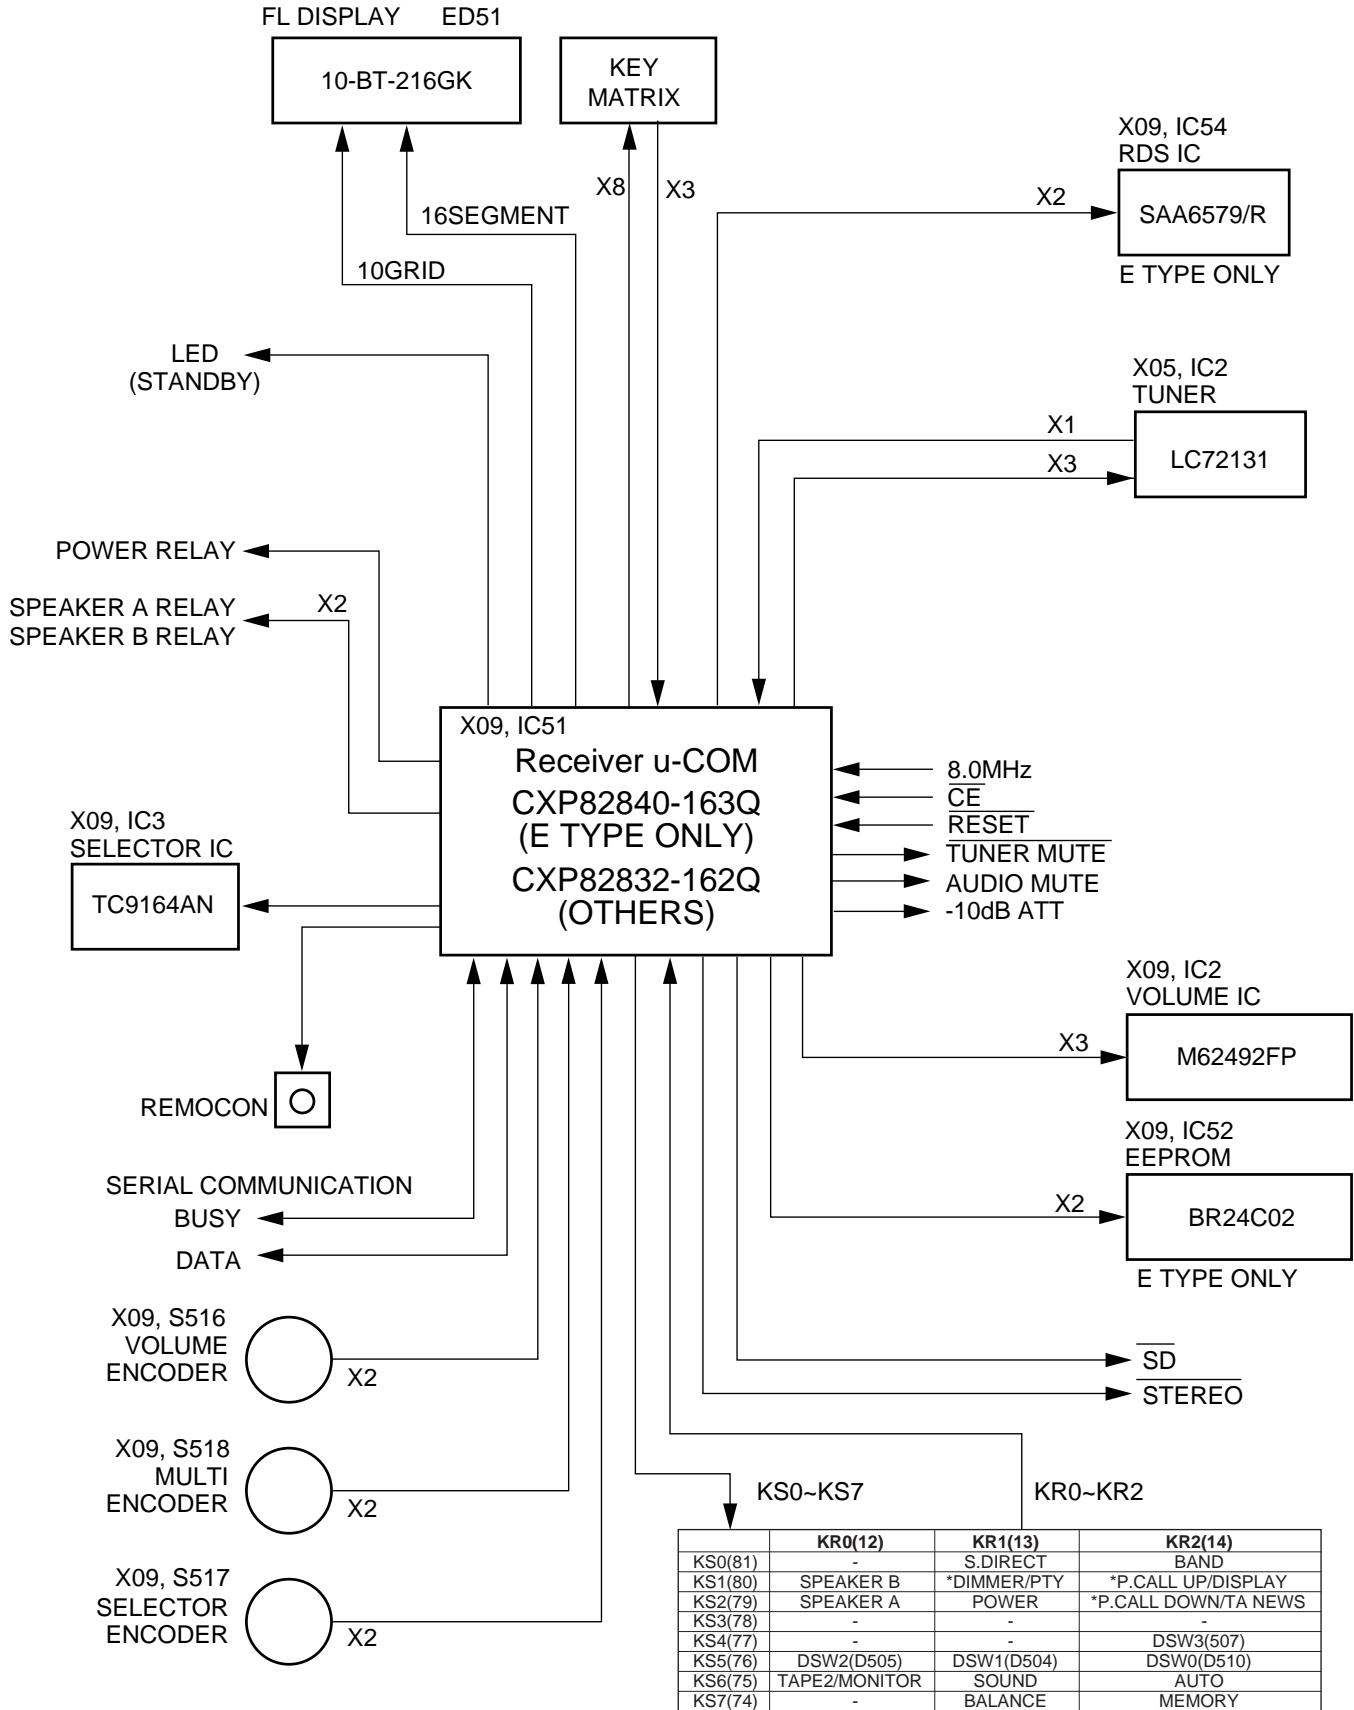 FL DISPLAY ED51
10-BT-216GK
KEY
MATRIX
X09, IC54
RDS IC
SAA6579/R
E TYPE ONLY
X8
X3
X2
16SEGMENT
10GRID
LED
(STANDBY)
X05, IC2
TUNER
LC72131
X1
X3
POWER RELAY
SPEAKER A RELAY
SPEAKER B RELAY
X2
X09, IC51
Receiver u-COM
CXP82840-163Q
(E TYPE ONLY)
CXP82832-162Q
(OTHERS)
8.0MHz
CE
RESET
TUNER MUTE
AUDIO MUTE
-10dB ATT
X09, IC3
SELECTOR IC
TC9164AN
X09, IC2
VOLUME IC
M62492FP
X3
REMOCON
X09, IC52
EEPROM
BR24C02
E TYPE ONLY
X2
SERIAL COMMUNICATION
BUSY
DATA
X09, S516
VOLUME
ENCODER
X2
SD
STEREO
X09, S518
MULTI
ENCODER
X2
KS0~KS7
KR0~KR2
X09, S517
SELECTOR
ENCODER
X2
KR0(12) KR1(13) KR2(14)
KS0(81) - S.DIRECT BAND
KS1(80) SPEAKER B *DIMMER/PTY *P.CALL UP/DISPLAY
KS2(79) SPEAKER A POWER *P.CALL DOWN/TA NEWS
KS3(78) - - -
KS4(77) - - DSW3(507)
KS5(76) DSW2(D505) DSW1(D504) DSW0(D510)
KS6(75) TAPE2/MONITOR SOUND AUTO
KS7(74) - BALANCE MEMORY